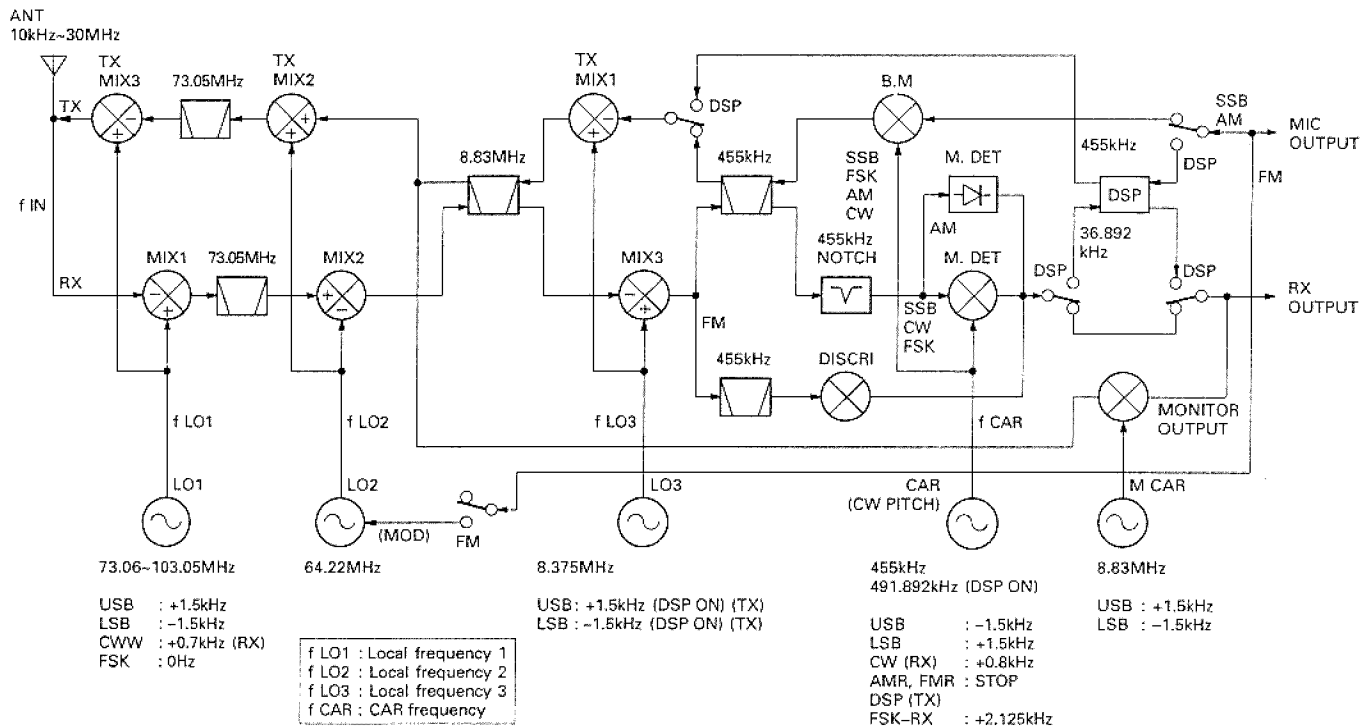 ANT
10kHz~30MHz
TX
MIX3
73.05MHz
TX
MIX2
TX
MIX1
DSP
B.M
SSB
AM
MIC
OUTPUT
TX
8.83MHz
455kHz
SSB
FSK
AM
CW
M. DET
455kHz
DSP
DSP
FM
f IN
AM
36.892
kHz
MIX1
73.05MHz
MIX2
MIX3
455kHz
NOTCH
M. DET
DSP
DSP
RX
FM
SSB
CW
FSK
RX
OUTPUT
455kHz
DISCRI
f LO1
f LO2
f LO3
f CAR
MONITOR
OUTPUT
LO1
LO2
(MOD)
FM
LO3
CAR
(CW PITCH)
M CAR
73.06~103.05MHz
64.22MHz
8.375MHz
455kHz
491.892kHz (DSP ON)
8.83MHz
USB : +1.5kHz
LSB : -1.5kHz
CWW : +0.7kHz (RX)
FSK : 0Hz
f LO1 : Local frequency 1
f LO2 : Local frequency 2
f LO3 : Local frequency 3
f CAR : CAR frequency
USB : +1.5kHz (DSP ON) (TX)
LSB : -1.5kHz (DSP ON) (TX)
USB : -1.5kHz
LSB : +1.5kHz
CW (RX) : +0.8kHz
AMR, FMR : STOP
DSP (TX)
FSK-RX : +2.125kHz
USB : +1.5kHz
LSB : -1.5kHz